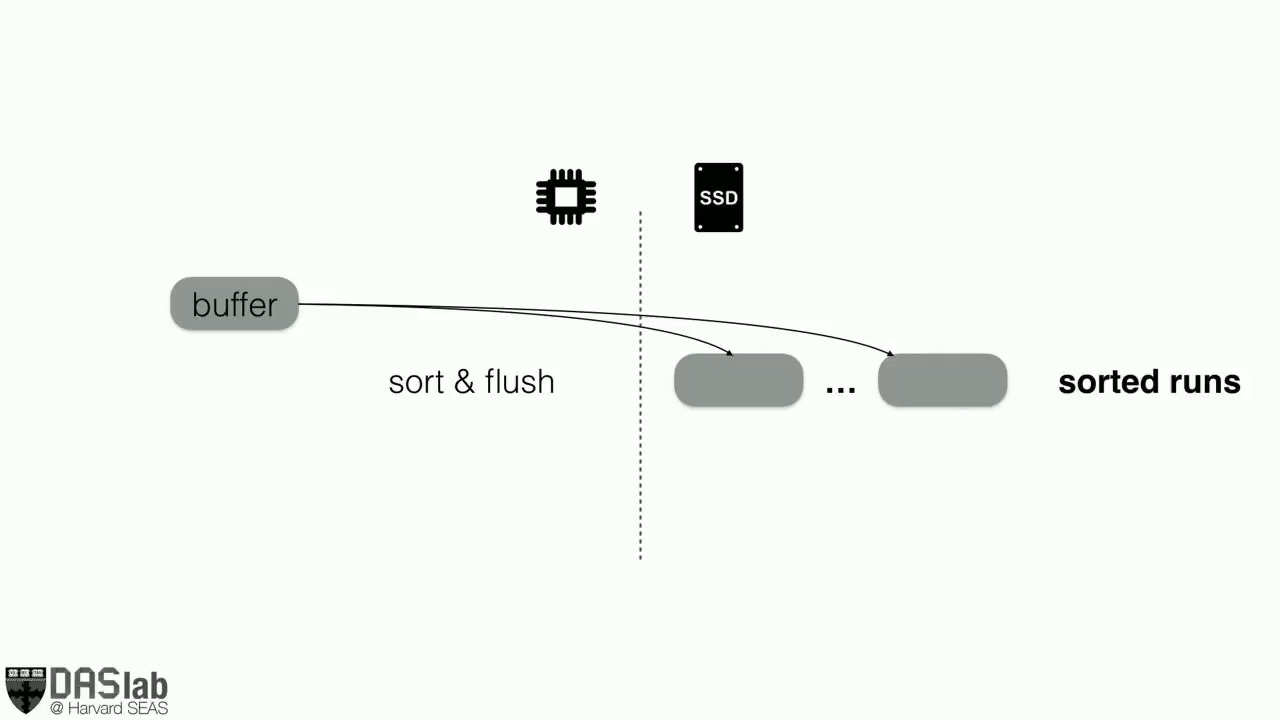 SSD
buffer
sort & flush
...
sorted runs
DASlab
@ Harvard SEAS